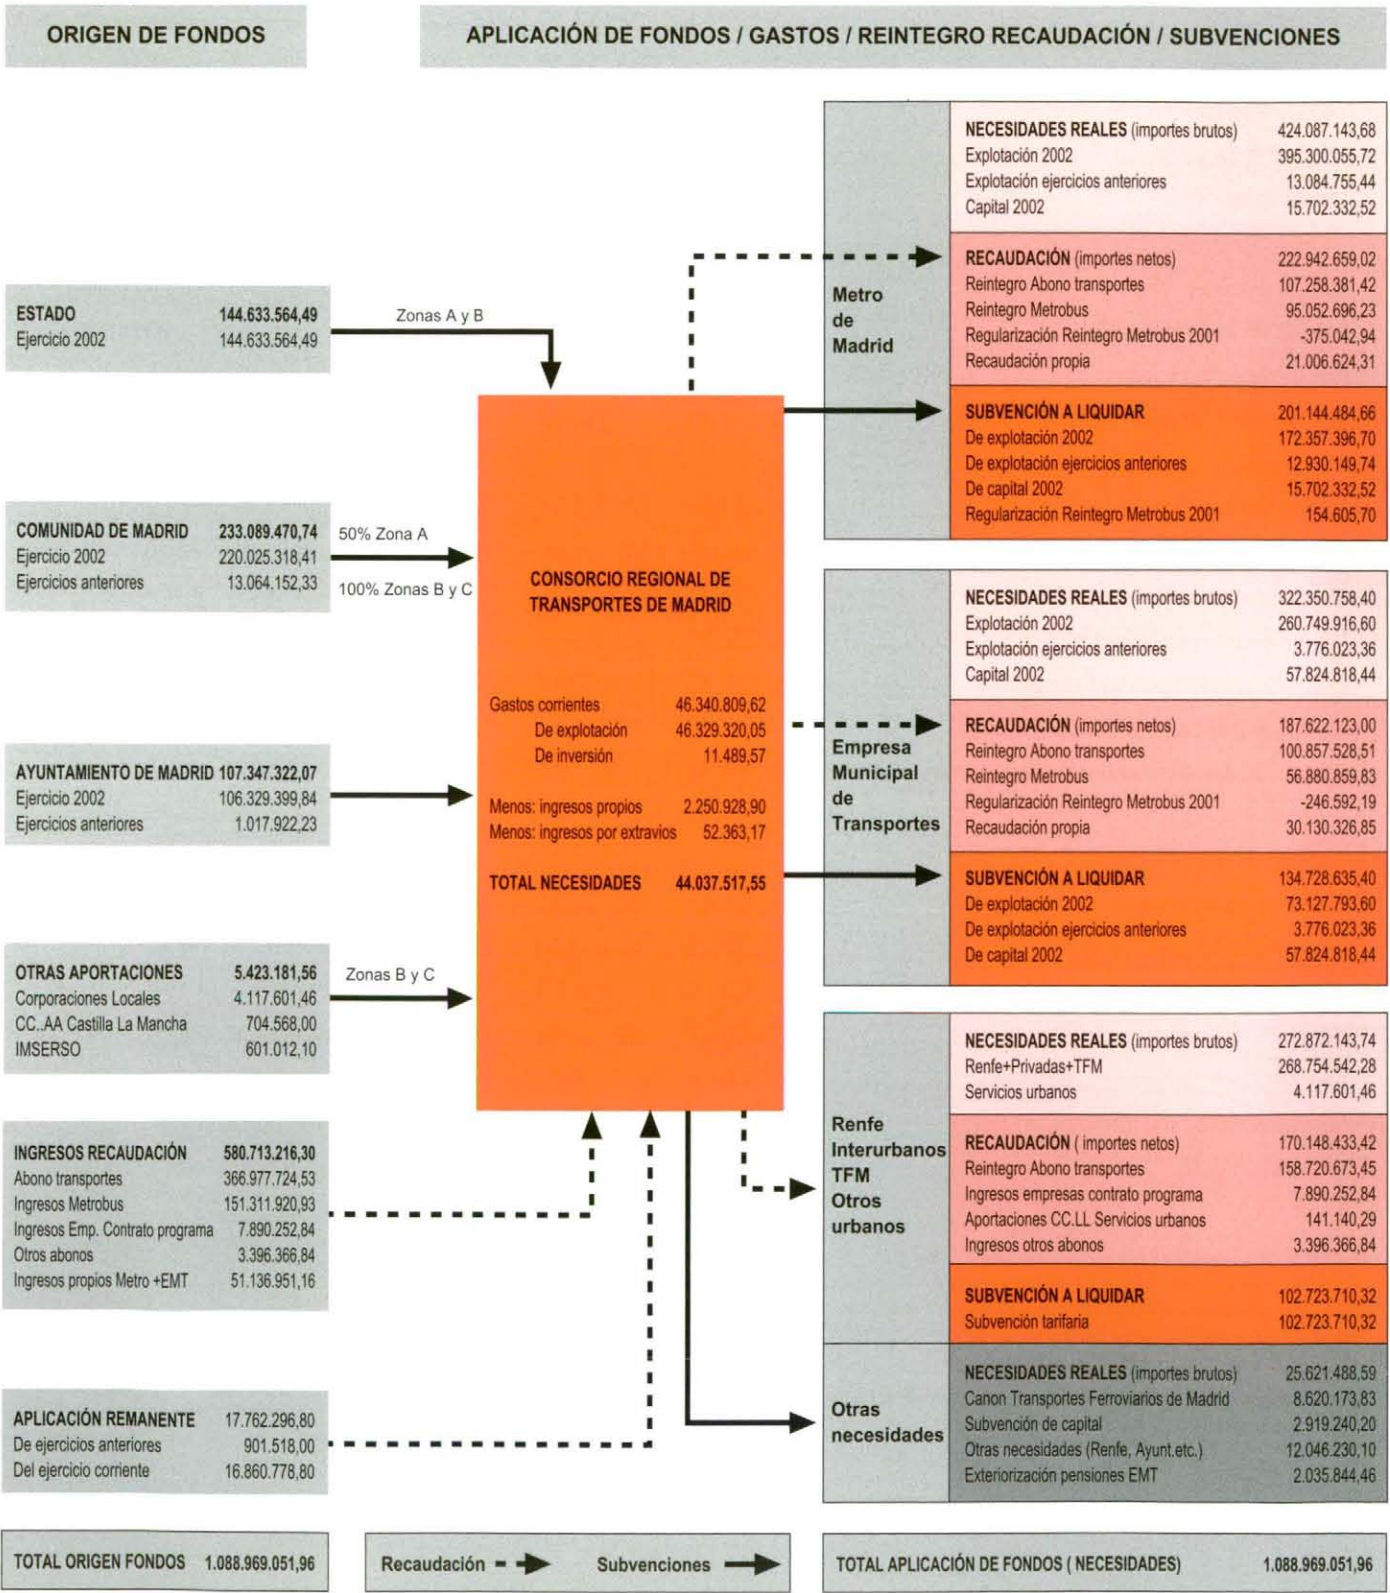 ORIGEN DE FONDOS
APLICACIÓN DE FONDOS / GASTOS / REINTEGRO RECAUDACIÓN / SUBVENCIONES
ESTADO 144.633.564,49
Ejercicio 2002 144.633.564,49
Zonas A y B
COMUNIDAD DE MADRID 233.089.470,74
Ejercicio 2002 220.025.318,41
Ejercicios anteriores 13.064.152,33
50% Zona A
100% Zonas B y C
AYUNTAMIENTO DE MADRID 107.347.322,07
Ejercicio 2002 106.329.399,84
Ejercicios anteriores 1.017.922,23
OTRAS APORTACIONES 5.423.181,56
Corporaciones Locales 4.117.601,46
CC..AA Castilla La Mancha 704.568,00
IMSERSO 601.012,10
Zonas B y C
INGRESOS RECAUDACIÓN 580.713.216,30
Abono transportes 366.977.724,53
Ingresos Metrobus 151.311.920,93
Ingresos Emp. Contrato programa 7.890.252,84
Otros abonos 3.396.366,84
Ingresos propios Metro +EMT 51.136.951,16
APLICACIÓN REMANENTE 17.762.296,80
De ejercicios anteriores 901.518,00
Del ejercicio corriente 16.860.778,80
TOTAL ORIGEN FONDOS 1.088.969.051,96
CONSORCIO REGIONAL DE
TRANSPORTES DE MADRID
Gastos corrientes 46.340.809,62
De explotación 46.329.320,05
De inversión 11.489,57
Menos: ingresos propios 2.250.928,90
Menos: ingresos por extravios 52.363,17
TOTAL NECESIDADES 44.037.517,55
Recaudación
Subvenciones
Metro
de
Madrid
NECESIDADES REALES (importes brutos) 424.087.143,68
Explotación 2002 395.300.055,72
Explotación ejercicios anteriores 13.084.755,44
Capital 2002 15.702.332,52
RECAUDACIÓN (importes netos) 222.942.659,02
Reintegro Abono transportes 107.258.381,42
Reintegro Metrobus 95.052.696,23
Regularización Reintegro Metrobus 2001 -375.042,94
Recaudación propia 21.006.624,31
SUBVENCIÓN A LIQUIDAR 201.144.484,66
De explotación 2002 172.357.396,70
De explotación ejercicios anteriores 12.930.149,74
De capital 2002 15.702.332,52
Regularización Reintegro Metrobus 2001 154.605,70
Empresa
Municipal
de
Transportes
NECESIDADES REALES (importes brutos) 322.350.758,40
Explotación 2002 260.749.916,60
Explotación ejercicios anteriores 3.776.023,36
Capital 2002 57.824.818,44
RECAUDACIÓN (importes netos) 187.622.123,00
Reintegro Abono transportes 100.857.528,51
Reintegro Metrobus 56.880.859,83
Regularización Reintegro Metrobus 2001 -246.592,19
Recaudación propia 30.130.326,85
SUBVENCIÓN A LIQUIDAR 134.728.635,40
De explotación 2002 73.127.793,60
De explotación ejercicios anteriores 3.776.023,36
De capital 2002 57.824.818,44
Renfe
Interurbanos
TFM
Otros
urbanos
NECESIDADES REALES (importes brutos) 272.872.143,74
Renfe+Privadas+TFM 268.754.542,28
Servicios urbanos 4.117.601,46
RECAUDACIÓN ( importes netos) 170.148.433,42
Reintegro Abono transportes 158.720.673,45
Ingresos empresas contrato programa 7.890.252,84
Aportaciones CC.LL Servicios urbanos 141.140,29
Ingresos otros abonos 3.396.366,84
SUBVENCIÓN A LIQUIDAR 102.723.710,32
Subvención tarifaria 102.723.710,32
Otras
necesidades
NECESIDADES REALES (importes brutos) 25.621.488,59
Canon Transportes Ferroviarios de Madrid 8.620.173,83
Subvención de capital 2.919.240,20
Otras necesidades (Renfe, Ayunt.etc.) 12.046.230,10
Exteriorización pensiones EMT 2.035.844,46
TOTAL APLICACIÓN DE FONDOS ( NECESIDADES) 1.088.969.051,96